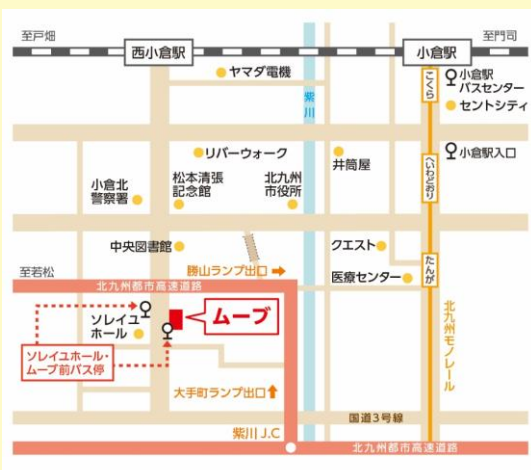 至戸畑
至門司
西小倉駅
小倉駅
ヤマダ電機
こくら
小倉駅
バスセンター
セントシティ
紫川
リバーウォーク
井筒屋
へいわどおり
小倉駅入口
小倉北
警察署
松本清張
記念館
北九州
市役所
中央図書館
クエスト
たんが
勝山ランプ出口
医療センター
至若松
北九州都市高速道路
ソレイユ
ホール
ムーブ
北九州モノレール
ソレイユホール・
ムーブ前バス停
大手町ランプ出口
国道3号線
紫川 J.C
北九州都市高速道路